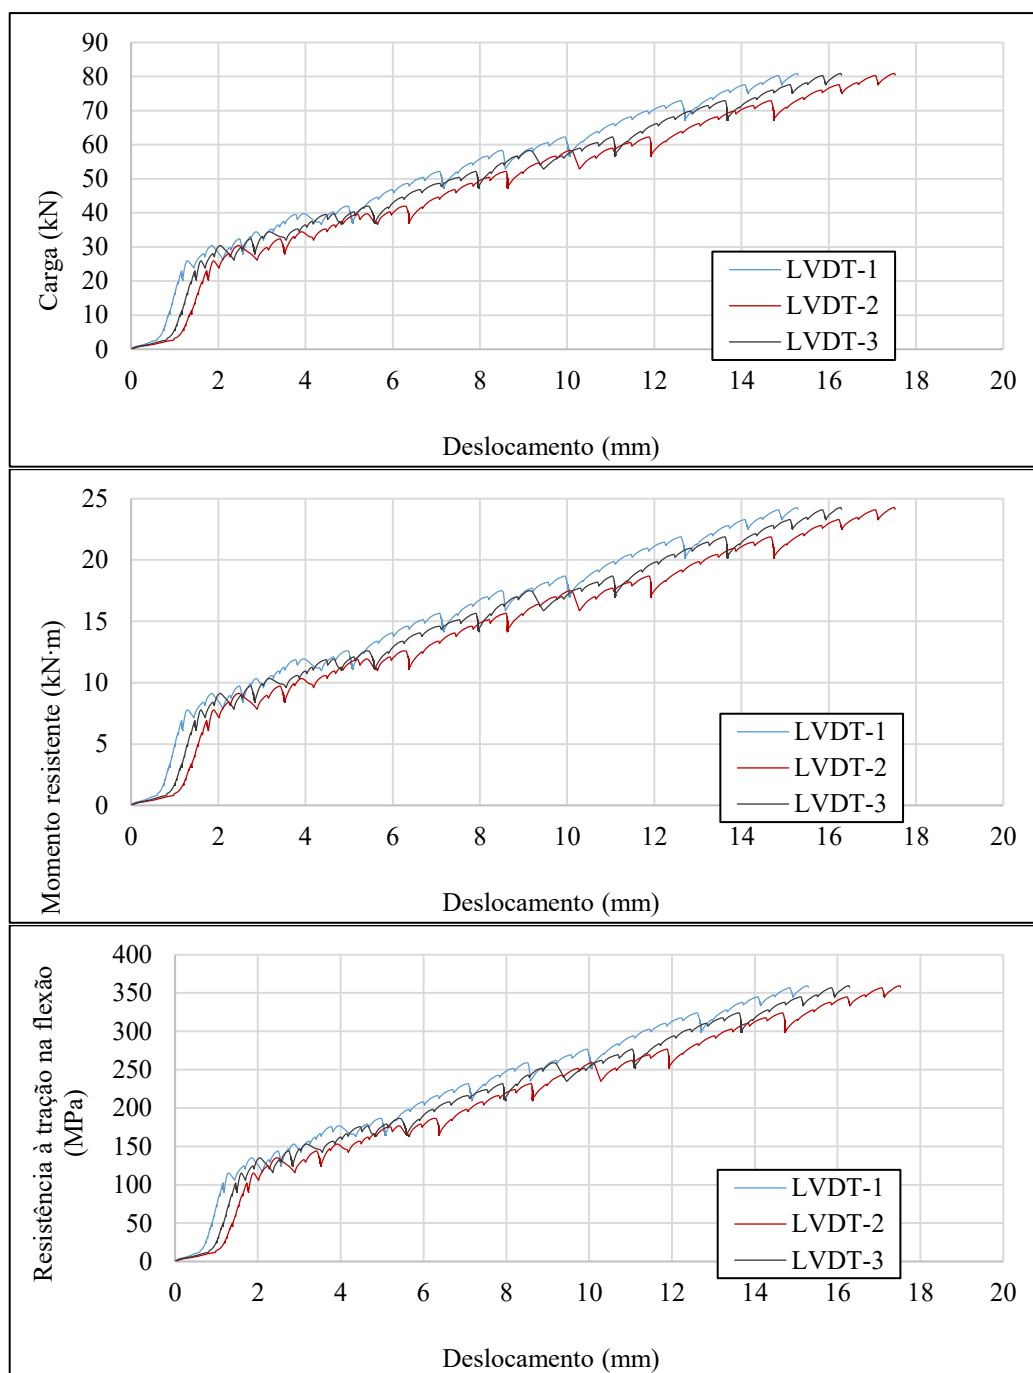 90
80
70
60
50
40
30
20
10
0
Carga (kN)
0 2 4 6 8 10 12 14 16 18 20
Deslocamento (mm)
LVDT-1
LVDT-2
LVDT-3
25
20
15
10
5
0
Momento resistente (kN·m)
0 2 4 6 8 10 12 14 16 18 20
Deslocamento (mm)
LVDT-1
LVDT-2
LVDT-3
400
350
300
250
200
150
100
50
0
Resistência à tração na flexão
(MPa)
0 2 4 6 8 10 12 14 16 18 20
Deslocamento (mm)
LVDT-1
LVDT-2
LVDT-3